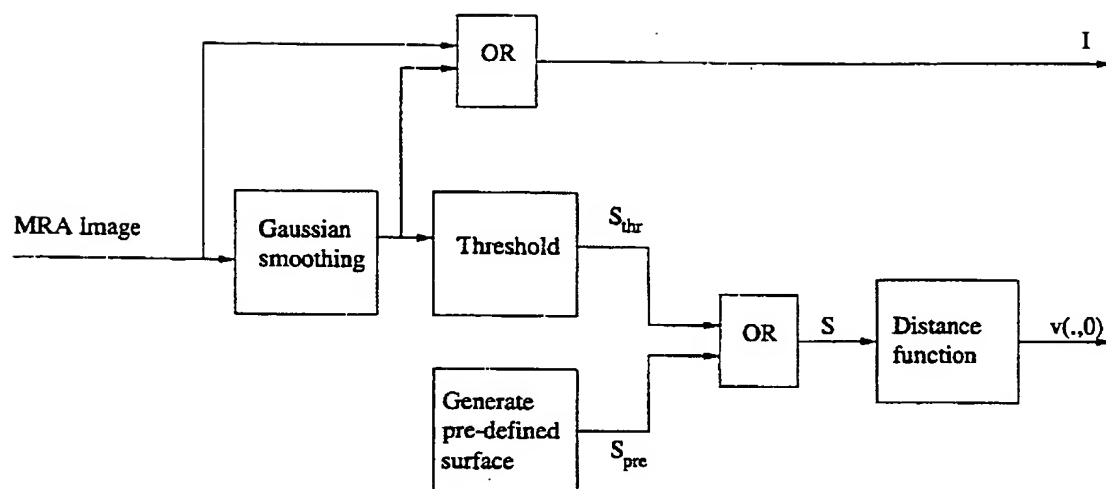 OR
I
MRA Image
Gaussian
smoothing
Threshold
S_thr
OR
S
Distance
function
v(.,0)
Generate
pre-defined
surface
S_pre